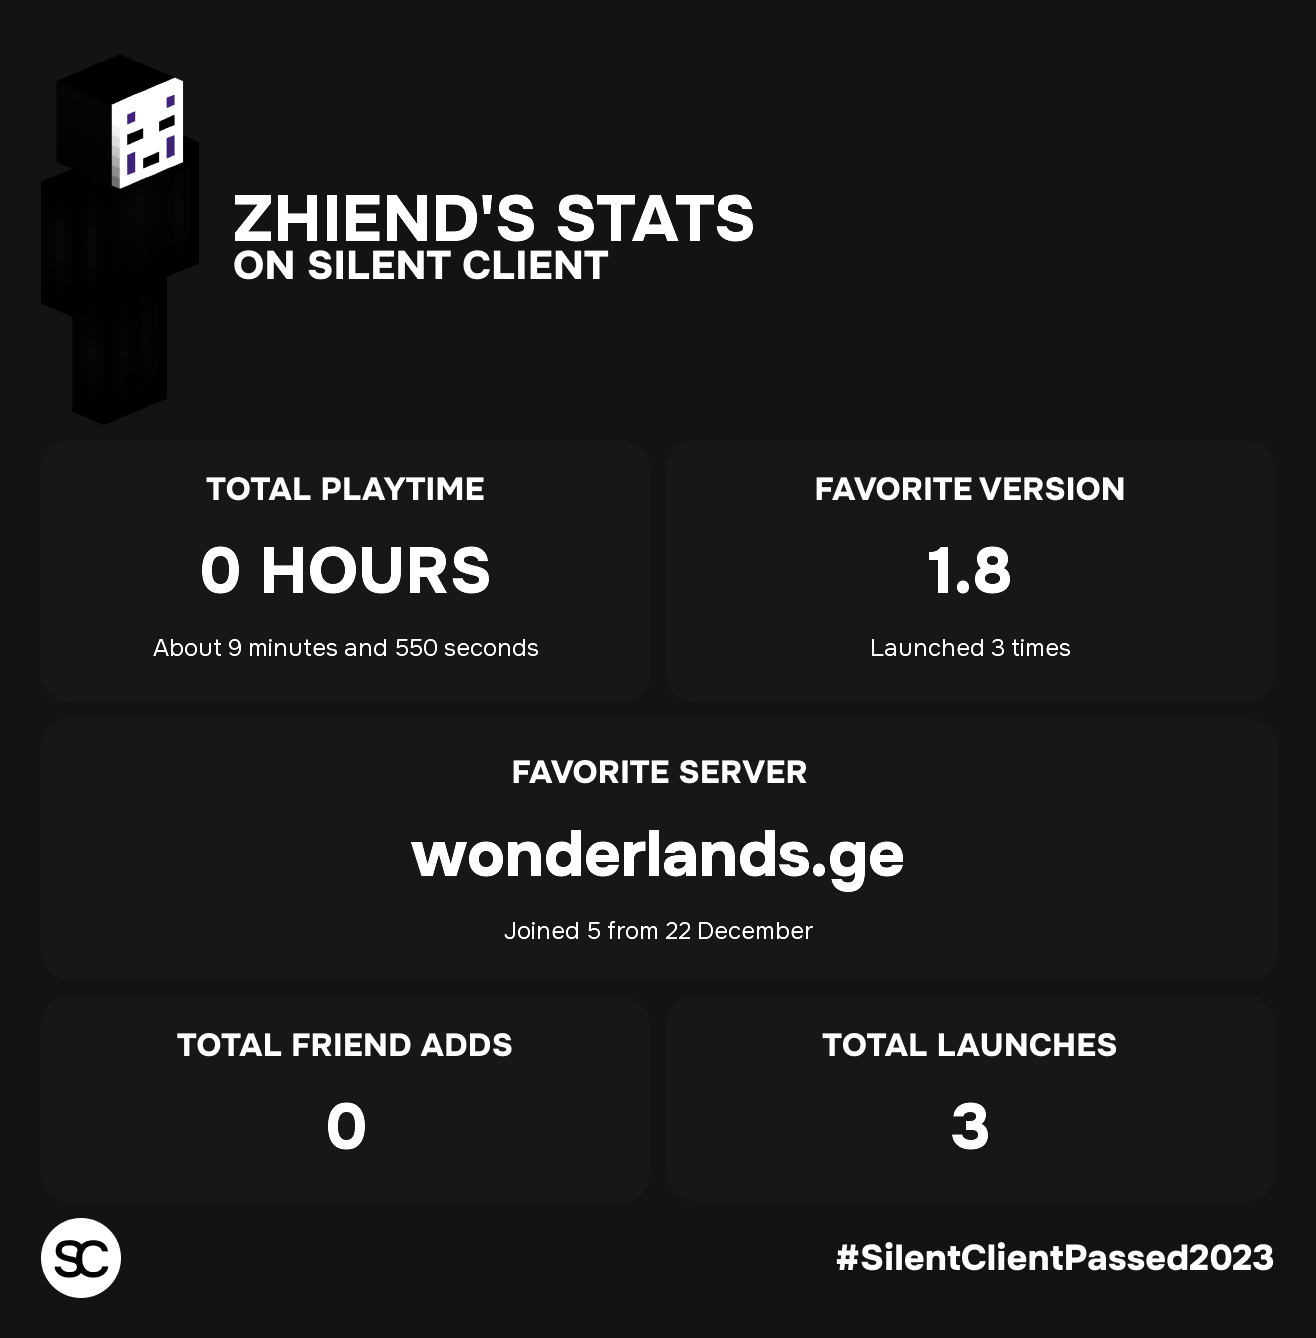 ZHIEND'S STATS
ON SILENT CLIENT
TOTAL PLAYTIME
0 HOURS
About 9 minutes and 550 seconds
FAVORITE VERSION
1.8
Launched 3 times
FAVORITE SERVER
wonderlands.ge
Joined 5 from 22 December
TOTAL FRIEND ADDS
0
TOTAL LAUNCHES
3
SC
#SilentClientPassed2023